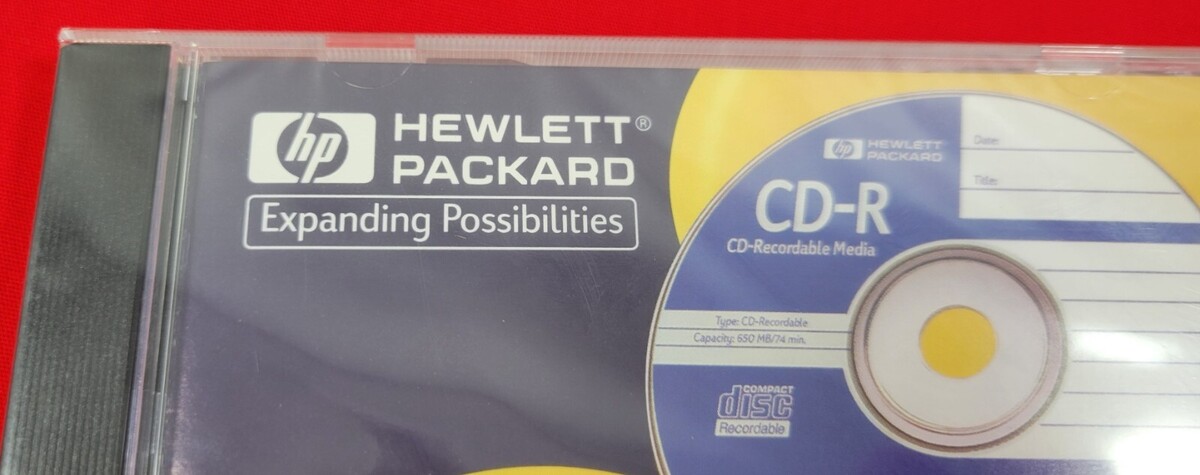 hp HEWLETT®
PACKARD
Expanding Possibilities
hp HEWLETT
PACKARD
Date:
Title:
CD-R
CD-Recordable Media
Type: CD-Recordable
Capacity: 650 MB/74 min.
COMPACT
disc
Recordable